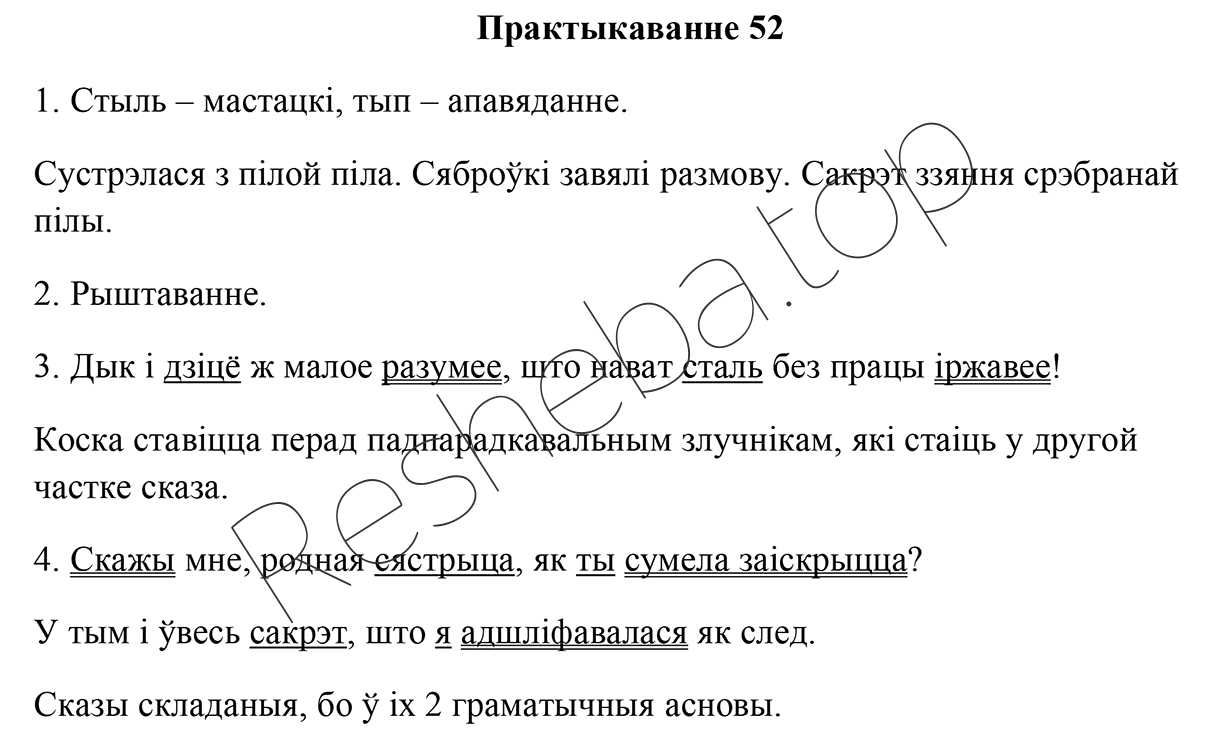 Практыкаванне 52
1. Стыль – мастацкі, тып – апавяданне.
Сустрэлася з пілой піла. Сяброўкі завялі размову. Сакрэт ззяння срэбранай
пілы.
2. Рыштаванне.
3. Дык і дзіцё ж малое разумее, што нават сталь без працы іржавее!
Коска ставіцца перад падпарадкавальным злучнікам, які стаіць у другой
частке сказа.
4. Скажы мне, родная сястрыца, як ты сумела заіскрыцца?
У тым і ўвесь сакрэт, што я адшліфавалася як след.
Сказы складаныя, бо ў іх 2 граматычныя асновы.
Resheba.top